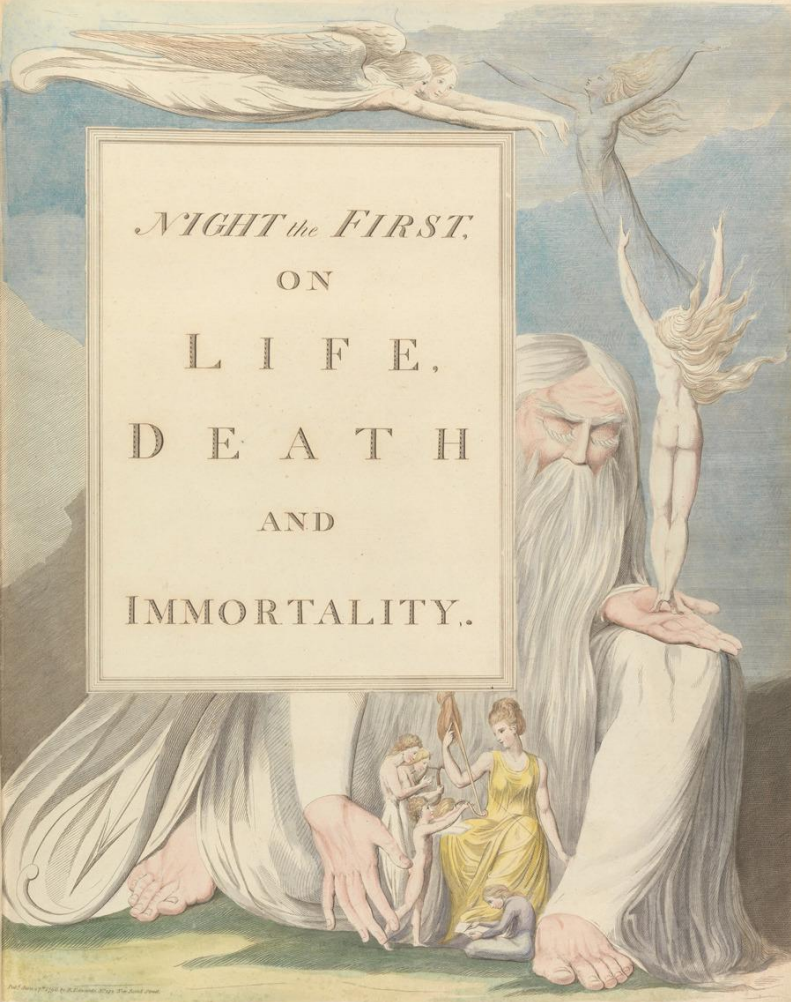 NIGHT the FIRST,
ON
LIFE,
DEATH
AND
IMMORTALITY.